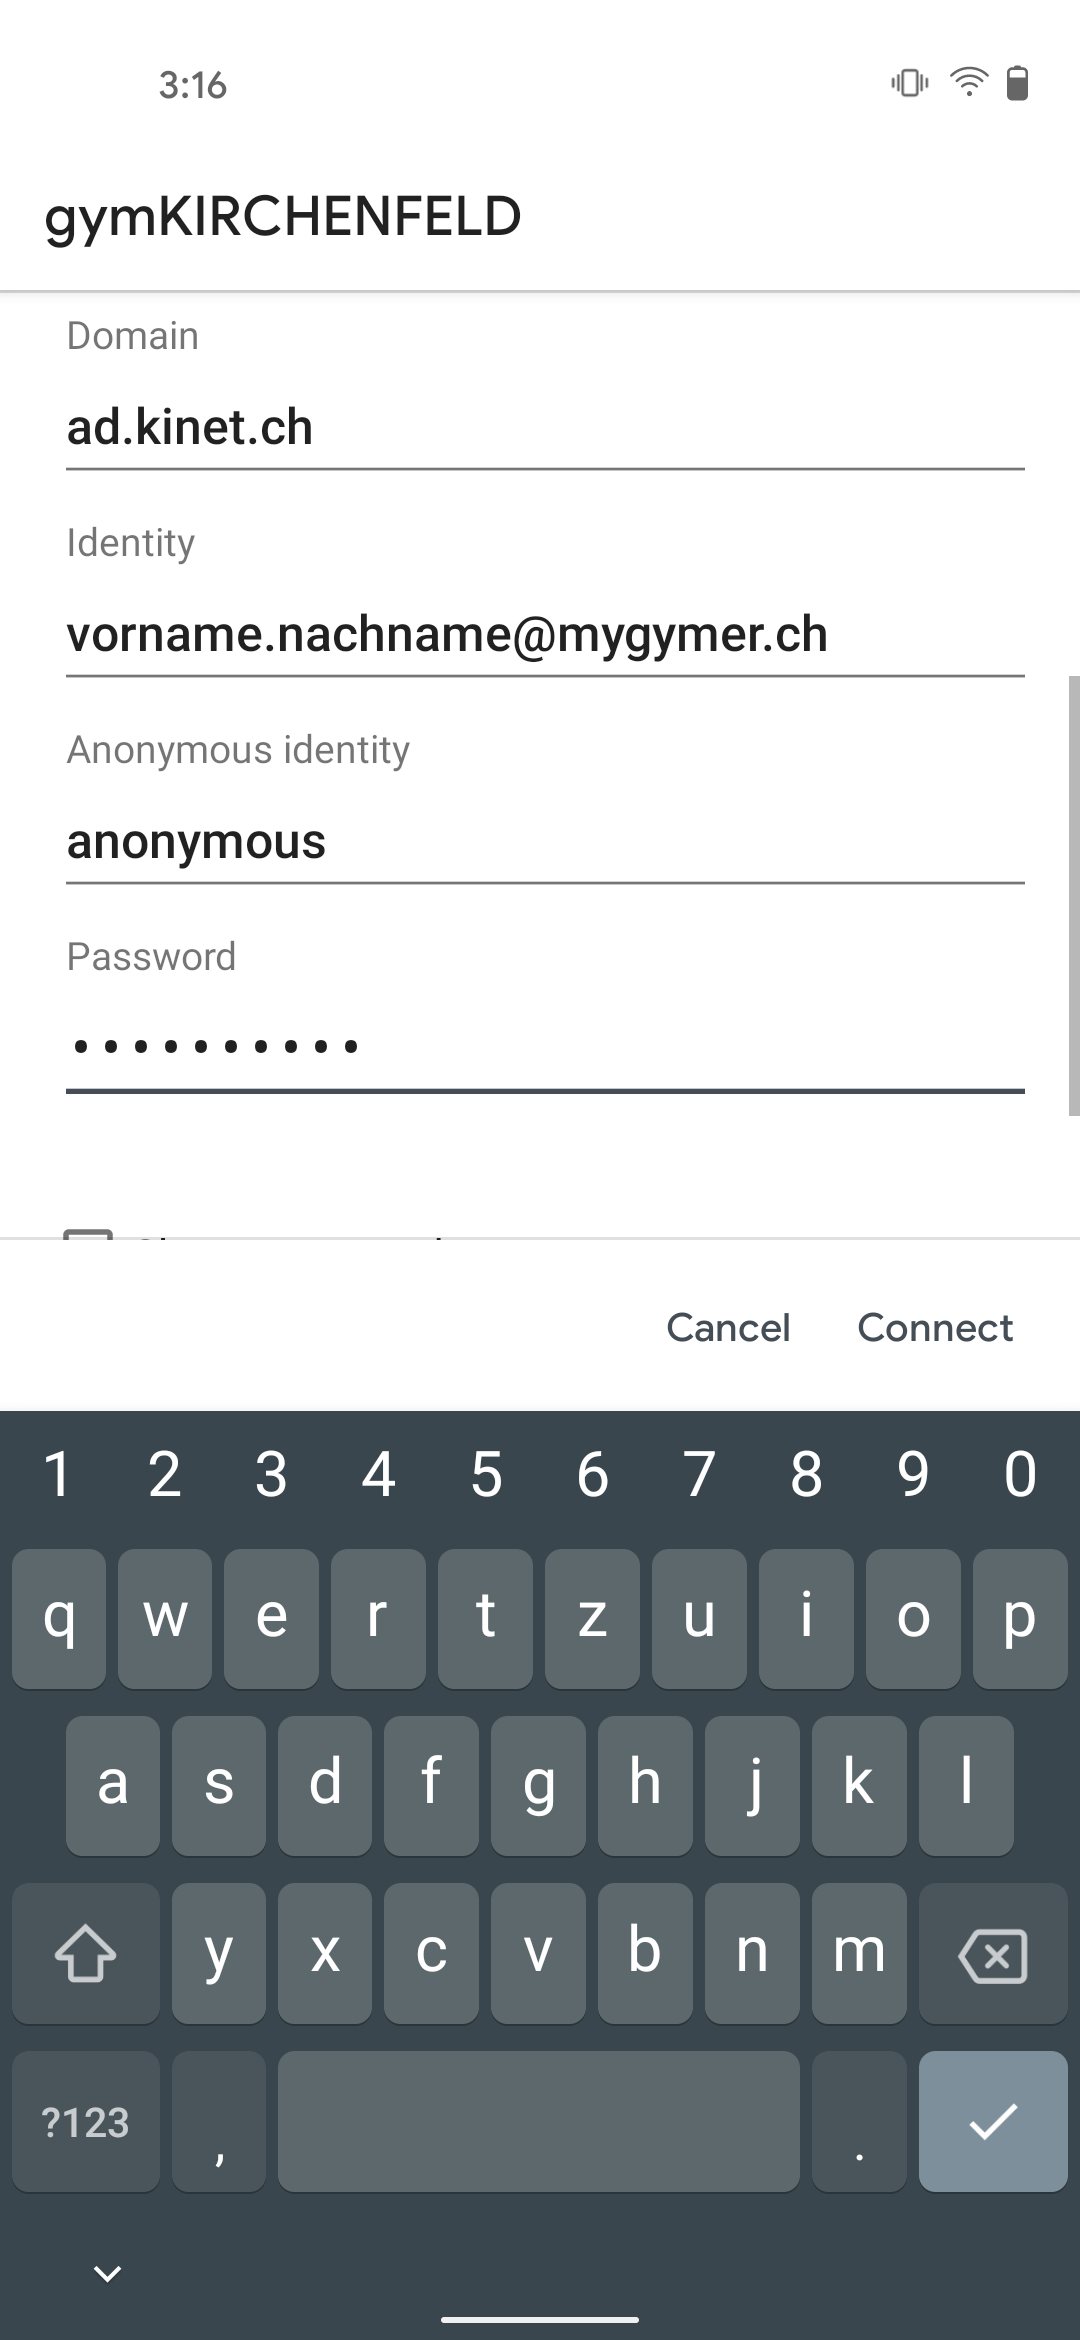 3:16
gymKIRCHENFELD
Domain
ad.kinet.ch
Identity
vorname.nachname@mygymer.ch
Anonymous identity
anonymous
Password
••••••••••
Cancel Connect
1 2 3 4 5 6 7 8 9 0
q w e r t z u i o p
a s d f g h j k l
y x c v b n m
?123 , .